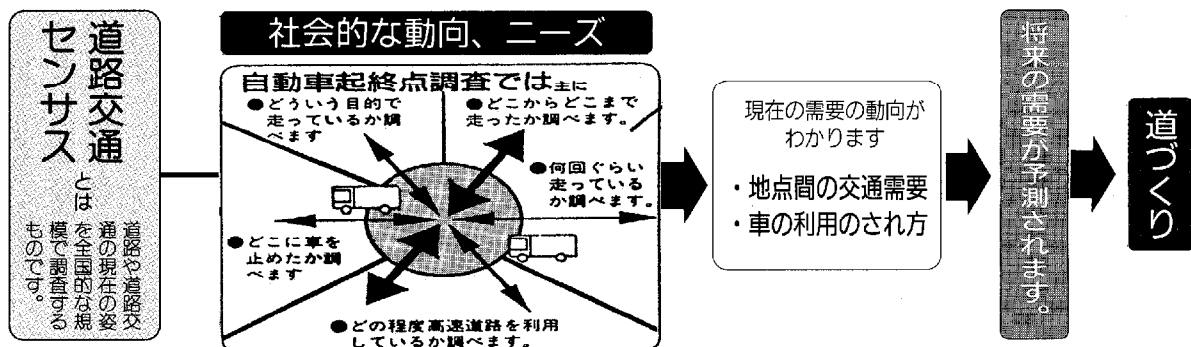 道路交通
センサス
とは
道路や道路交
通の現在の姿
を全国的な規
模で調査する
ものです。
社会的な動向、ニーズ
自動車起終点調査では主に
●どういう目的で
走っているか調
べます
●どこからどこまで
走ったか調べます。
●何回ぐらい
走っている
か調べます。
●どこに車を
止めたか調
べます
●どの程度高速道路を利用
しているか調べます。
現在の需要の動向が
わかります
・地点間の交通需要
・車の利用のされ方
将来の需要が予測されます。
道づくり